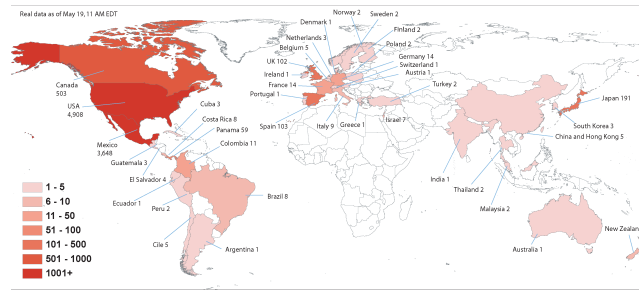 Real data as of May 19, 11 AM EDT
Norway 2
Sweden 2
Denmark 1
Finland 2
Netherlands 3
Poland 2
Belgium 5
Germany 14
UK 102
Switzerland 1
Ireland 1
Austria 1
France 14
Turkey 2
Portugal 1
Canada
503
USA
4,908
Cuba 3
Japan 191
Costa Rica 8
Spain 103
Italy 9
Greece 1
Israel 7
South Korea 3
Panama 59
China and Hong Kong 5
Mexico
3,648
Colombia 11
Guatemala 3
El Salvador 4
India 1
Thailand 2
Ecuador 1
Brazil 8
Peru 2
Malaysia 2
New Zealan
Cile 5
Argentina 1
Australia 1
1 - 5
6 - 10
11 - 50
51 - 100
101 - 500
501 - 1000
1001+